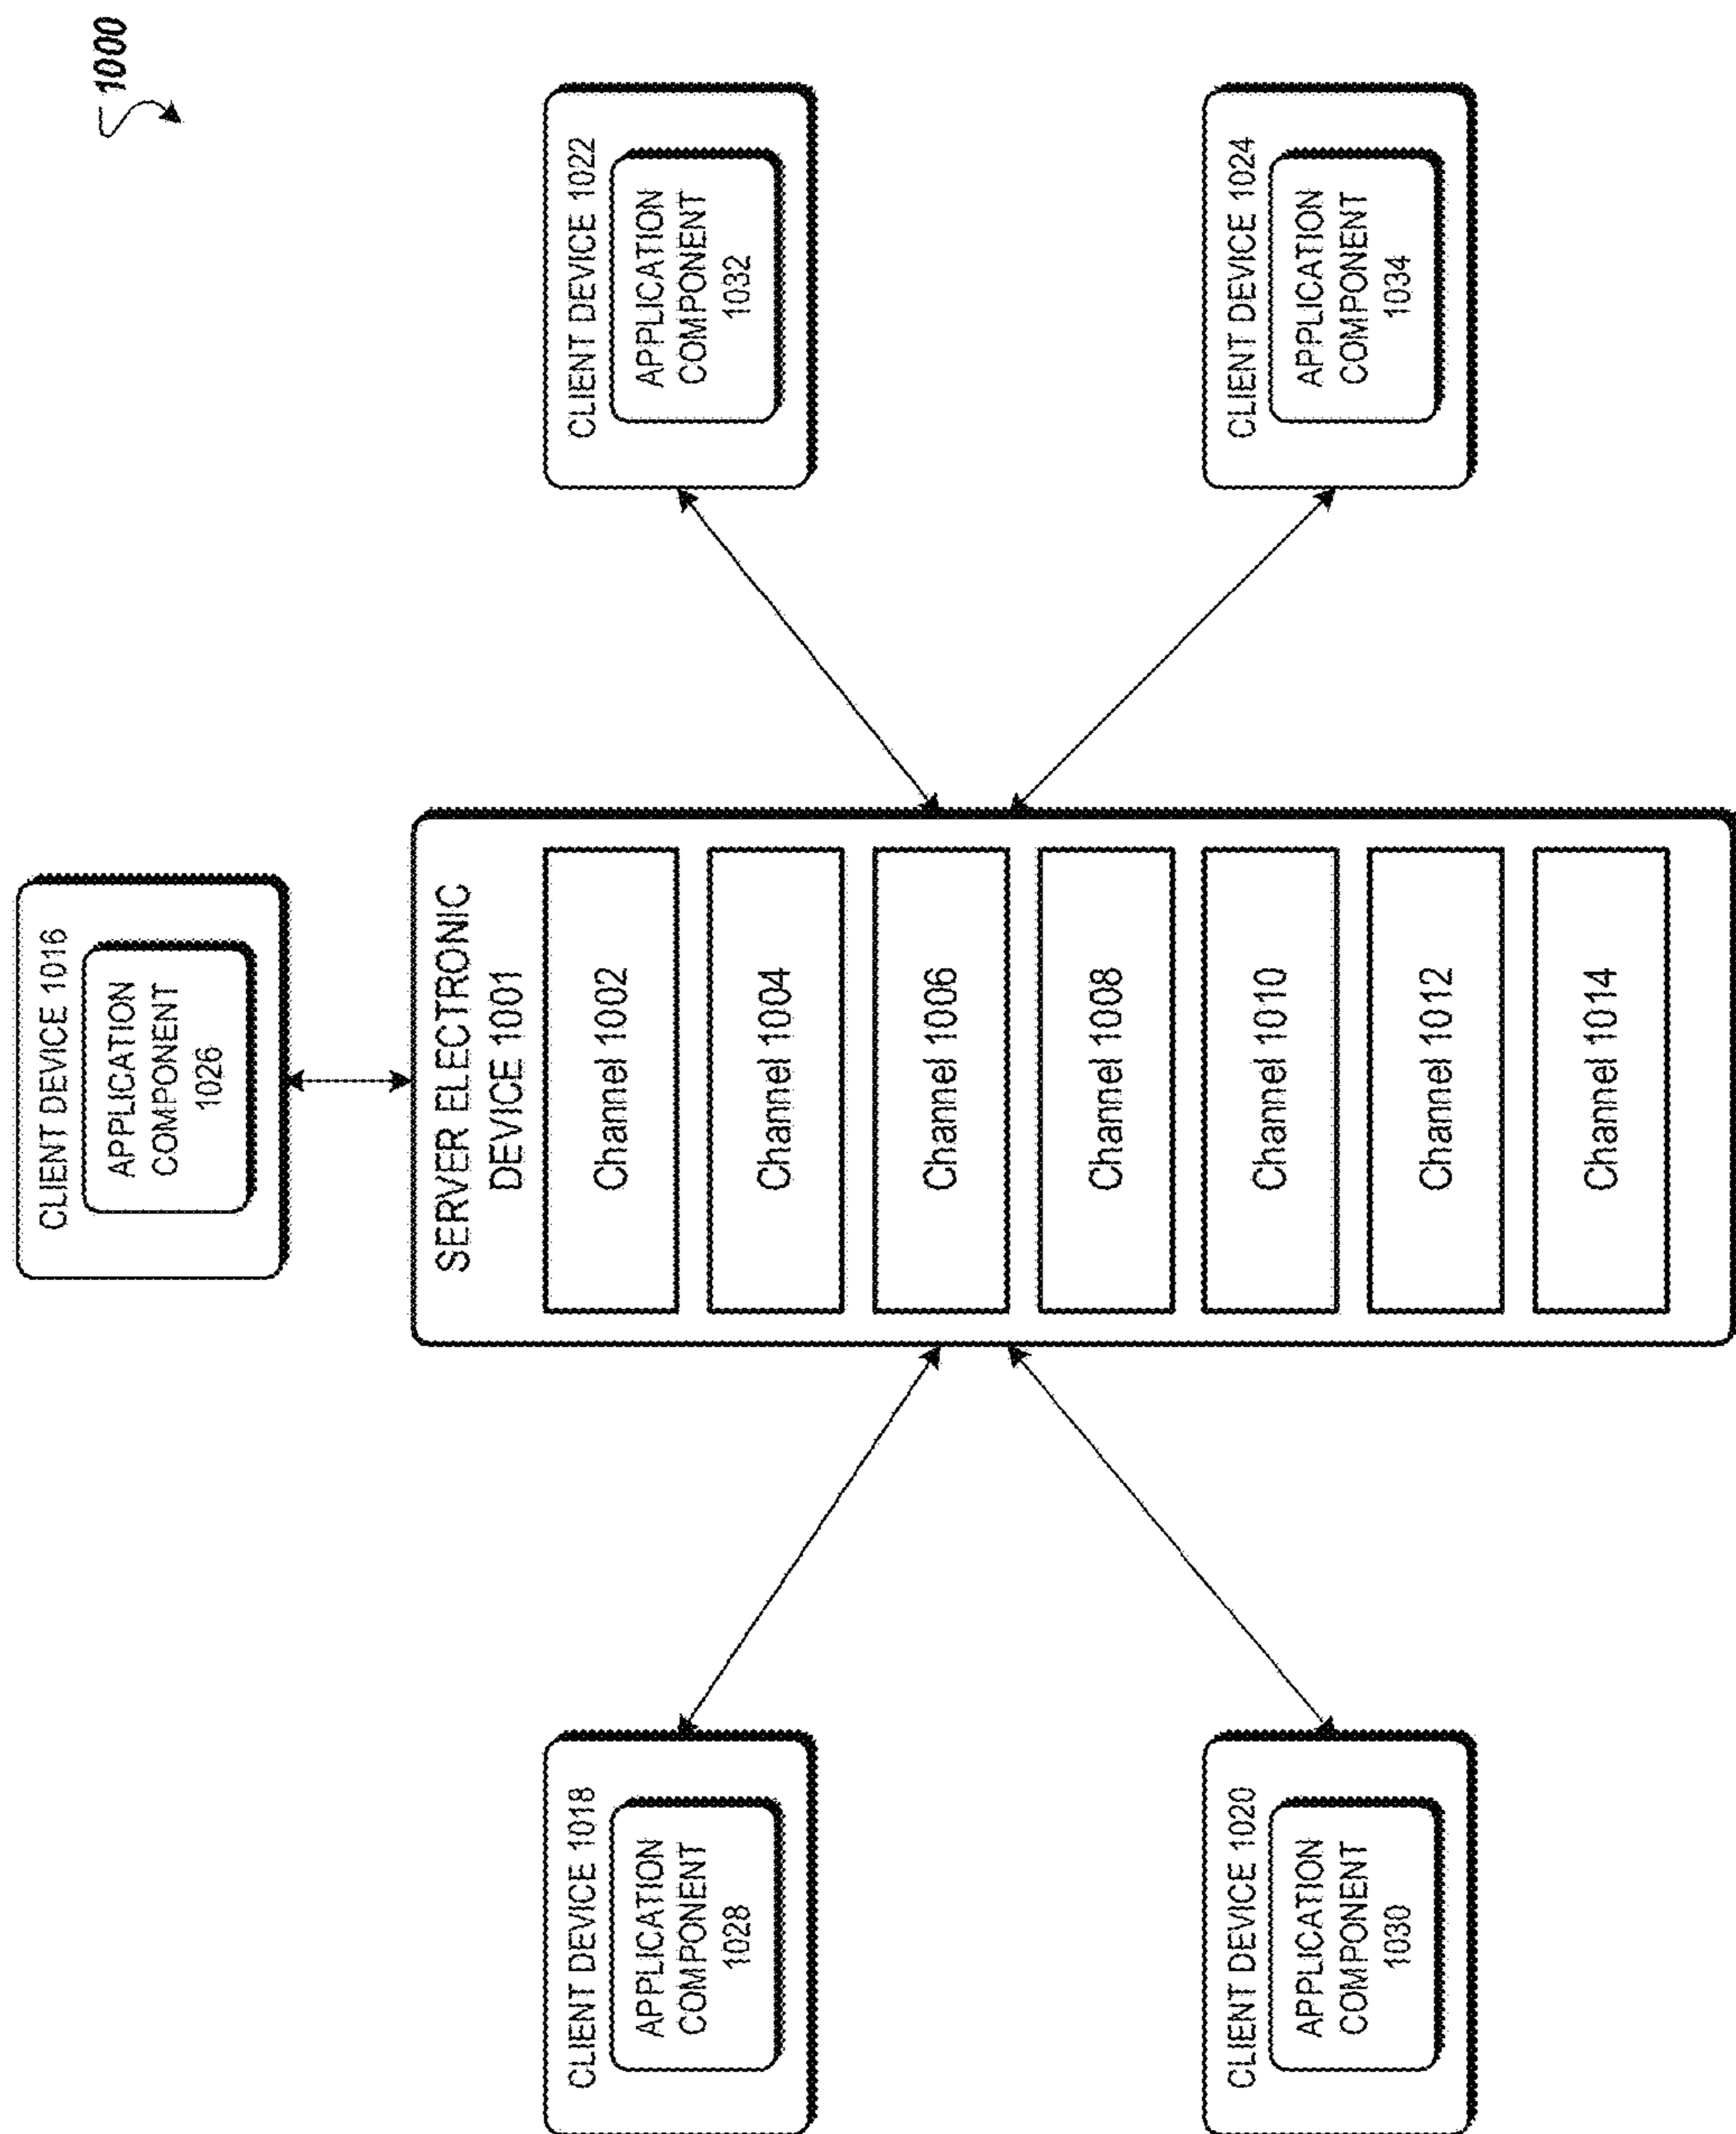 1000
CLIENT DEVICE 1016
APPLICATION
COMPONENT
1026
CLIENT DEVICE 1018
APPLICATION
COMPONENT
1028
CLIENT DEVICE 1020
APPLICATION
COMPONENT
1030
SERVER ELECTRONIC
DEVICE 1001
Channel 1002
Channel 1004
Channel 1006
Channel 1008
Channel 1010
Channel 1012
Channel 1014
CLIENT DEVICE 1022
APPLICATION
COMPONENT
1032
CLIENT DEVICE 1024
APPLICATION
COMPONENT
1034